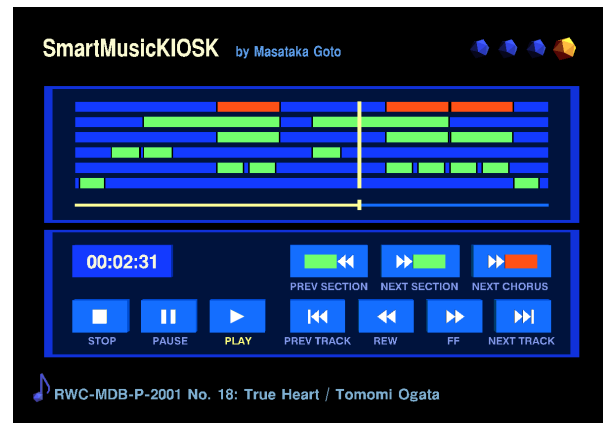 SmartMusicKIOSK by Masataka Goto
00:02:31
PREV SECTION NEXT SECTION NEXT CHORUS
STOP PAUSE PLAY PREV TRACK REW FF NEXT TRACK
RWC-MDB-P-2001 No. 18: True Heart / Tomomi Ogata